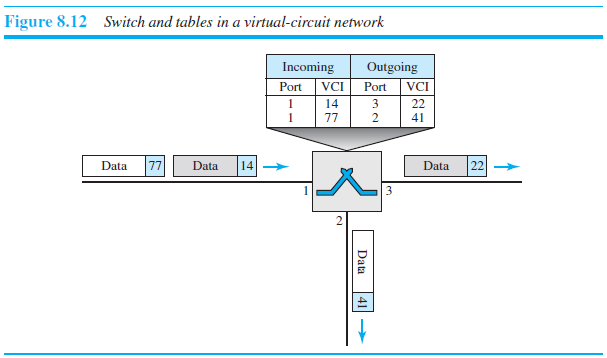 Figure 8.12 Switch and tables in a virtual-circuit network
Incoming Outgoing
Port VCI Port VCI
1 14 3 22
1 77 2 41
Data 77 Data 14 Data 22
1 3
2
Data 41